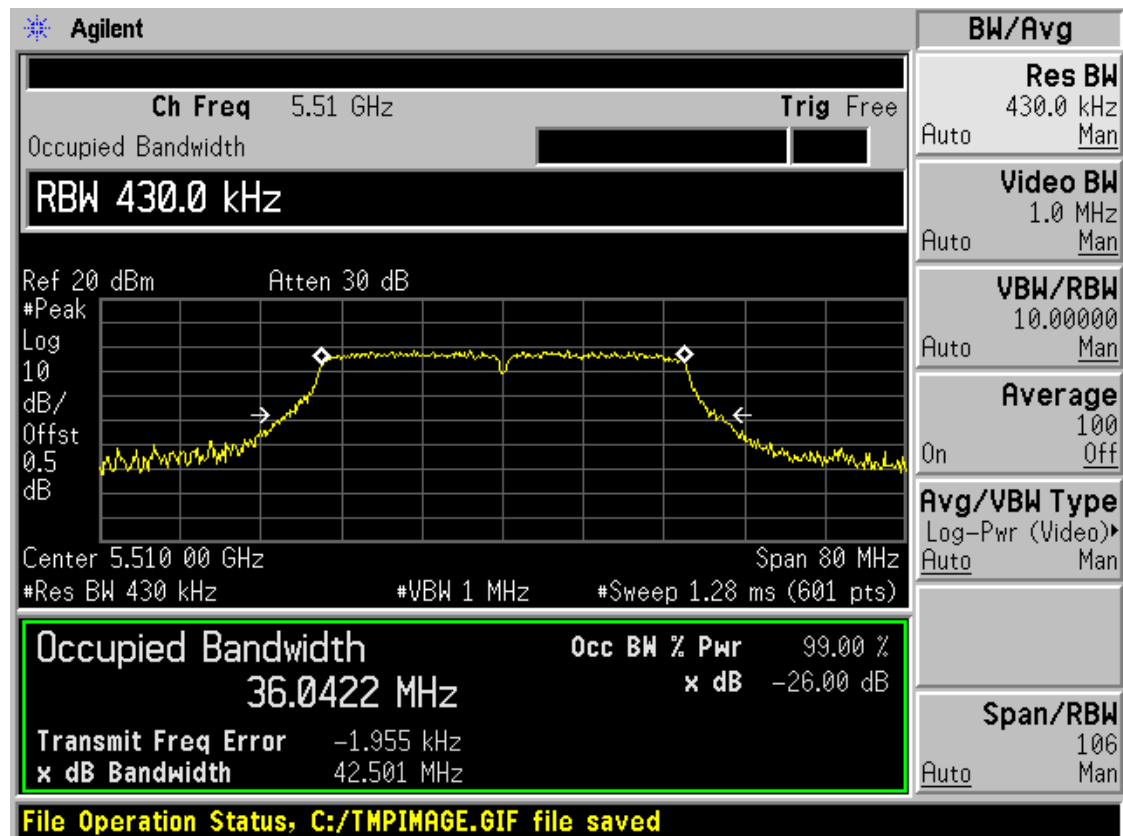 Agilent
BW/Avg
Ch Freq 5.51 GHz Trig Free
Occupied Bandwidth
RBW 430.0 kHz
Ref 20 dBm Atten 30 dB
#Peak
Log
10
dB/
Offst
0.5
dB
Center 5.510 00 GHz Span 80 MHz
#Res BW 430 kHz #VBW 1 MHz #Sweep 1.28 ms (601 pts)
Occupied Bandwidth
36.0422 MHz
Occ BW % Pwr 99.00 %
x dB -26.00 dB
Transmit Freq Error -1.955 kHz
x dB Bandwidth 42.501 MHz
Res BW
430.0 kHz
Auto Man
Video BW
1.0 MHz
Auto Man
VBW/RBW
10.00000
Auto Man
Average
100
On Off
Avg/VBW Type
Log-Pwr (Video)
Auto Man
Span/RBW
106
Auto Man
File Operation Status, C:/TMPIMAGE.GIF file saved